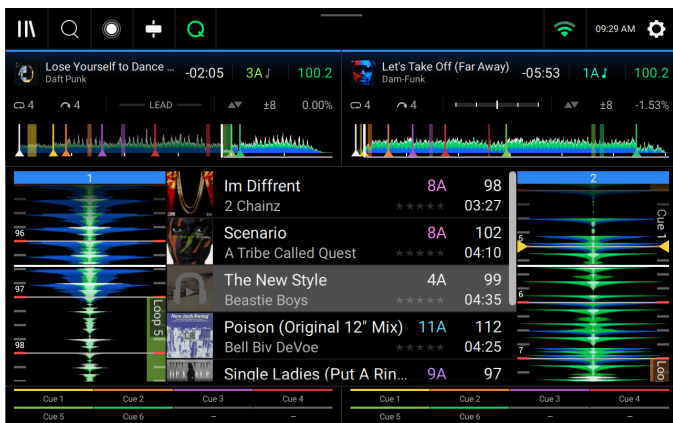 09:29 AM
Lose Yourself to Dance ...
Daft Punk
-02:05
3A♪
100.2
Let's Take Off (Far Away)
Dam-Funk
-05:53
1A♪
100.2
4
4
LEAD
±8
0.00%
4
4
±8
-1.53%
1
2
96
97
98
Loop 5
Im Diffrent
8A
98
2 Chainz
03:27
Scenario
8A
102
A Tribe Called Quest
04:10
The New Style
4A
99
Beastie Boys
04:35
New Jack Swing
Poison (Original 12" Mix)
11A
112
Bell Biv DeVoe
04:25
Single Ladies (Put A Rin...
9A
97
Cue 1
5
6
7
Loo
Cue 1
Cue 2
Cue 3
Cue 4
Cue 1
Cue 2
Cue 3
Cue 4
Cue 5
Cue 6
–
–
Cue 5
Cue 6
–
–